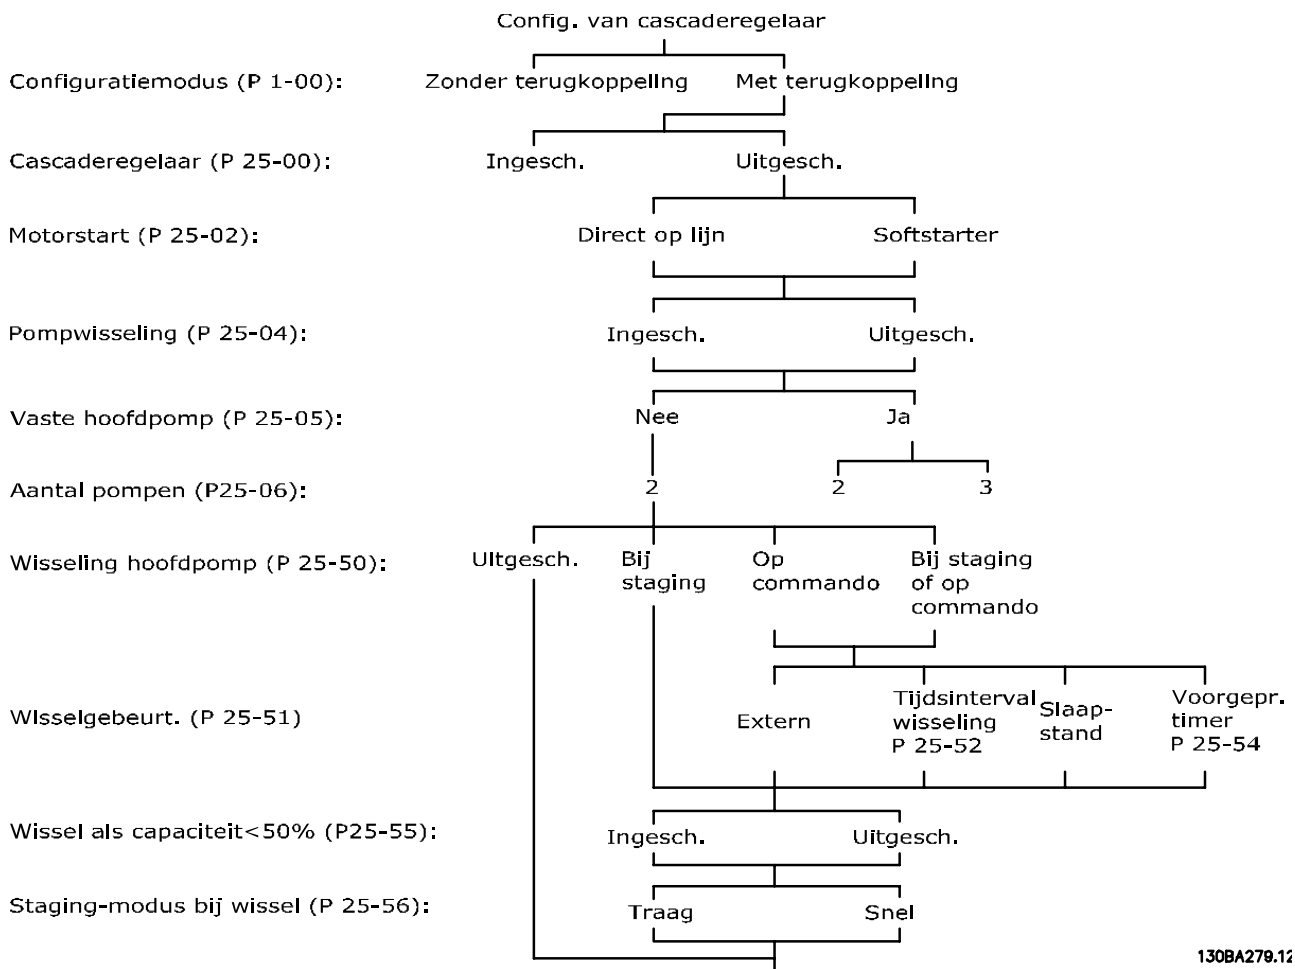 Config. van cascaderegelaar
Configuratiemodus (P 1-00): Zonder terugkoppeling Met terugkoppeling
Cascaderegelaar (P 25-00): Ingesch. Uitgesch.
Motorstart (P 25-02): Direct op lijn Softstarter
Pompwisseling (P 25-04): Ingesch. Uitgesch.
Vaste hoofdpomp (P 25-05): Nee Ja
Aantal pompen (P25-06): 2 2 3
Wisseling hoofdpomp (P 25-50): Uitgesch. Bij staging Op commando Bij staging of op commando
Wisselgebeurt. (P 25-51) Extern Tijdsinterval wisseling P 25-52 Slaap-stand Voorgepr. timer P 25-54
Wissel als capaciteit<50% (P25-55): Ingesch. Uitgesch.
Staging-modus bij wissel (P 25-56): Traag Snel
130BA279.12